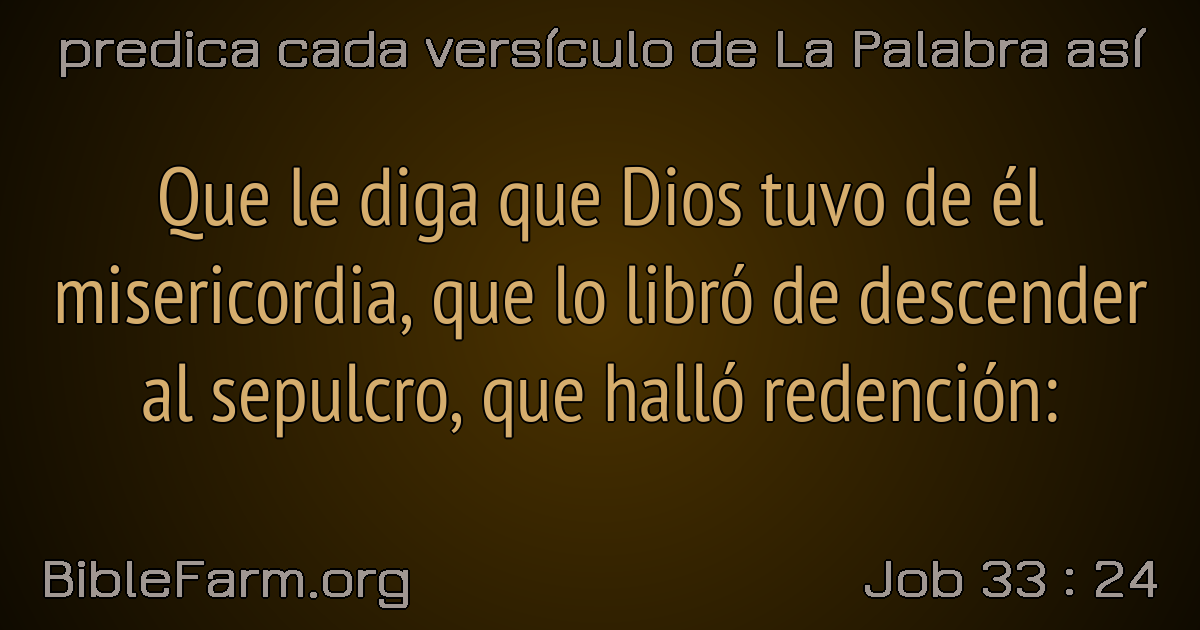 predica cada versículo de La Palabra así
Que le diga que Dios tuvo de él
misericordia, que lo libró de descender
al sepulcro, que halló redención:
BibleFarm.org
Job 33 : 24